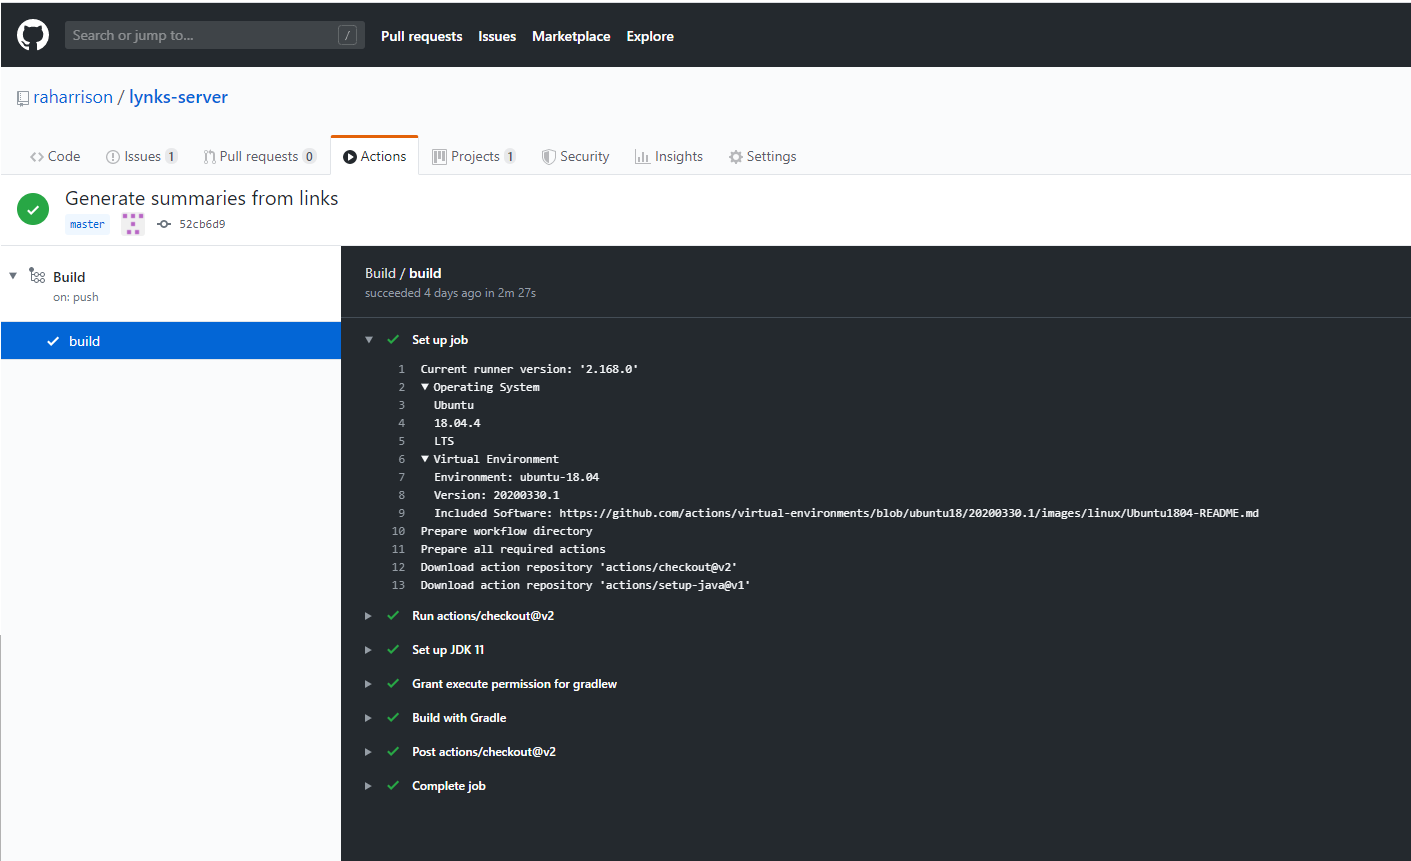 Search or jump to... / Pull requests Issues Marketplace Explore
raharrison / lynks-server
Code Issues 1 Pull requests 0 Actions Projects 1 Security Insights Settings
Generate summaries from links
master 52cb6d9
Build
on: push
build
Build / build
succeeded 4 days ago in 2m 27s
Set up job
1 Current runner version: '2.168.0'
2 Operating System
3 Ubuntu
4 18.04.4
5 LTS
6 Virtual Environment
7 Environment: ubuntu-18.04
8 Version: 20200330.1
9 Included Software: https://github.com/actions/virtual-environments/blob/ubuntu18/20200330.1/images/linux/Ubuntu1804-README.md
10 Prepare workflow directory
11 Prepare all required actions
12 Download action repository 'actions/checkout@v2'
13 Download action repository 'actions/setup-java@v1'
Run actions/checkout@v2
Set up JDK 11
Grant execute permission for gradlew
Build with Gradle
Post actions/checkout@v2
Complete job